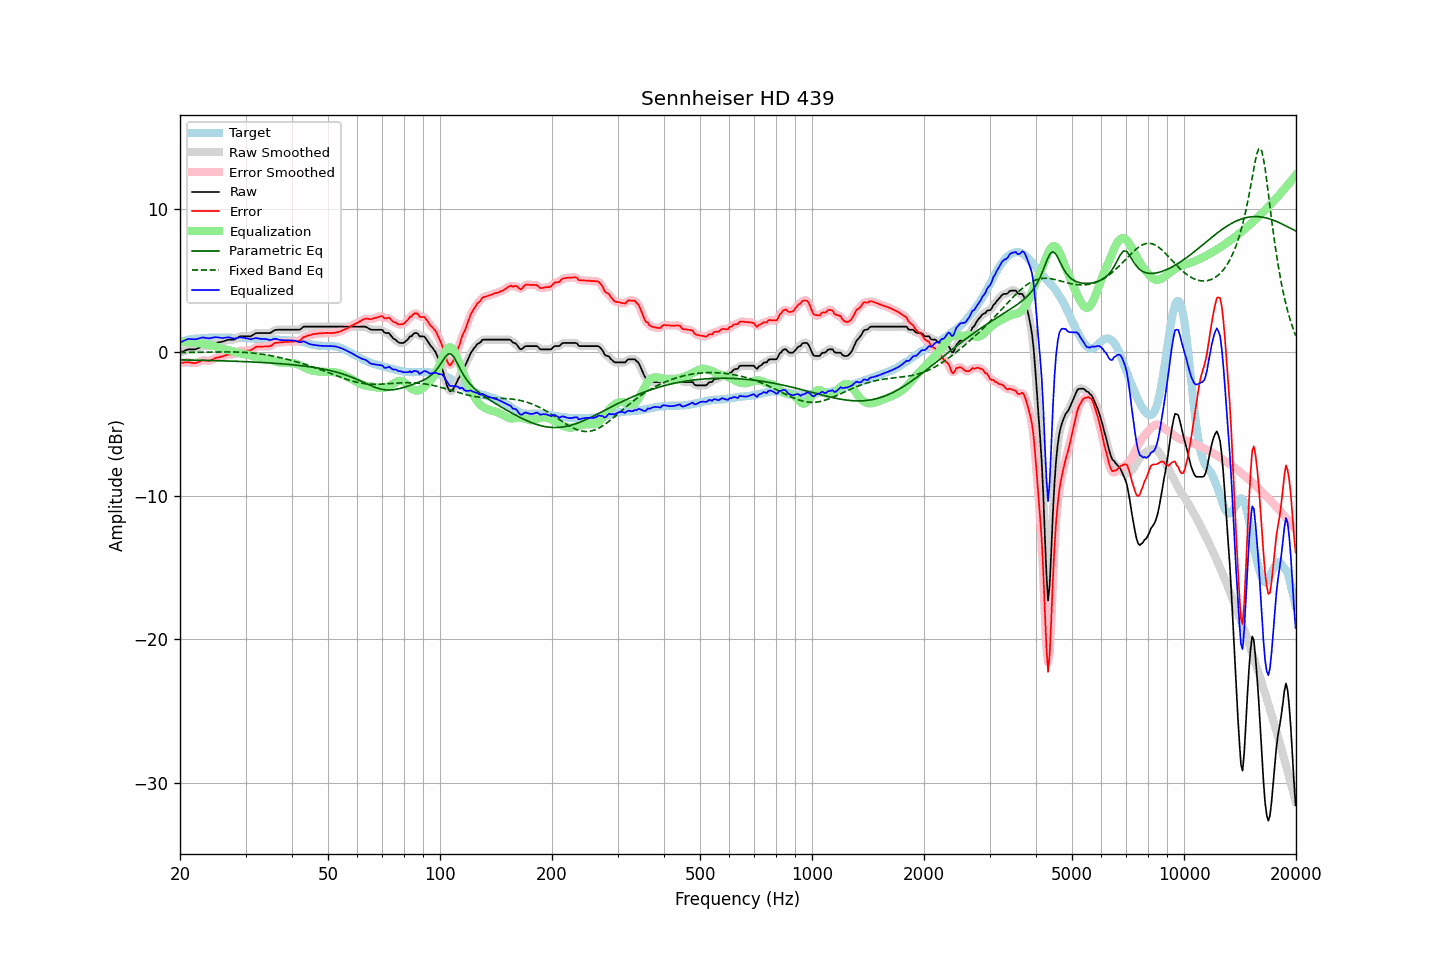 Sennheiser HD 439
Target
Raw Smoothed
Error Smoothed
Raw
Error
Equalization
Parametric Eq
Fixed Band Eq
Equalized
10
0
−10
−20
−30
Amplitude (dBr)
20
50
100
200
500
1000
2000
5000
10000
20000
Frequency (Hz)